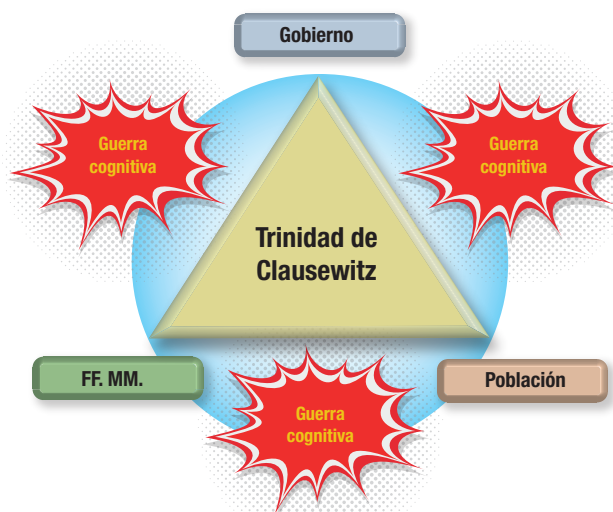 Gobierno
Guerra
cognitiva
Guerra
cognitiva
Trinidad de
Clausewitz
FF. MM.
Guerra
cognitiva
Población